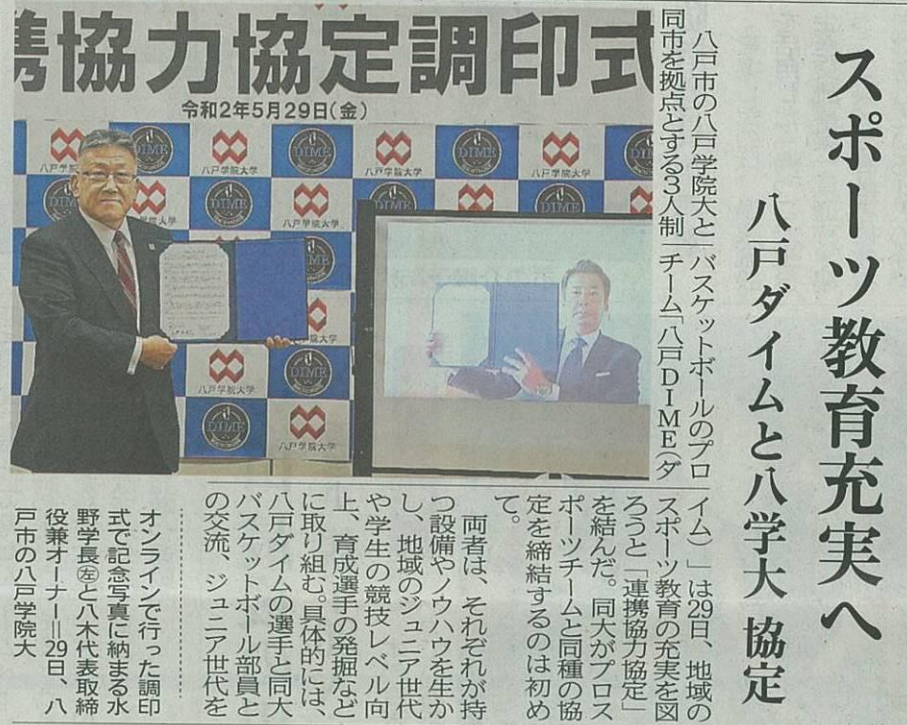 スポーツ教育充実へ
八戸ダイムと八学大 協定
携協力協定調印式
令和2年5月29日(金)
八戸学院大学
DIME
八戸市の八戸学院大と
同市を拠点とする3人制
バスケットボールのプロ
チーム「八戸DIME(ダ
イム)」は29日、地域の
スポーツ教育の充実を図
ろうと「連携協力協定」
を結んだ。同大がプロス
ポーツチームと同種の協
定を締結するのは初め
て。
両者は、それぞれが持
つ設備やノウハウを生か
し、地域のジュニア世代
や学生の競技レベル向
上、育成選手の発掘など
に取り組む。具体的には、
八戸ダイムの選手と同大
バスケットボール部員と
の交流、ジュニア世代を
オンラインで行った調印
式で記念写真に納まる水
野学長㊧と八木代表取締
役兼オーナー=29日、八
戸市の八戸学院大